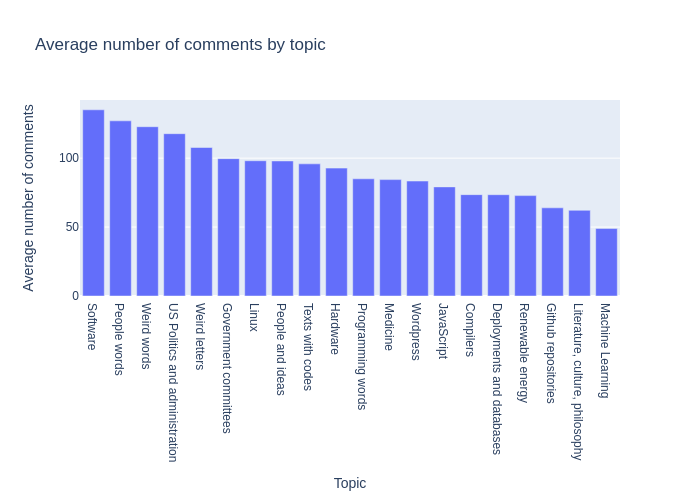 Average number of comments by topic
Average number of comments
100
50
0
Software
People words
Weird words
US Politics and administration
Weird letters
Government committees
Linux
People and ideas
Texts with codes
Hardware
Programming words
Medicine
Wordpress
JavaScript
Compilers
Deployments and databases
Renewable energy
Github repositories
Literature, culture, philosophy
Machine Learning
Topic